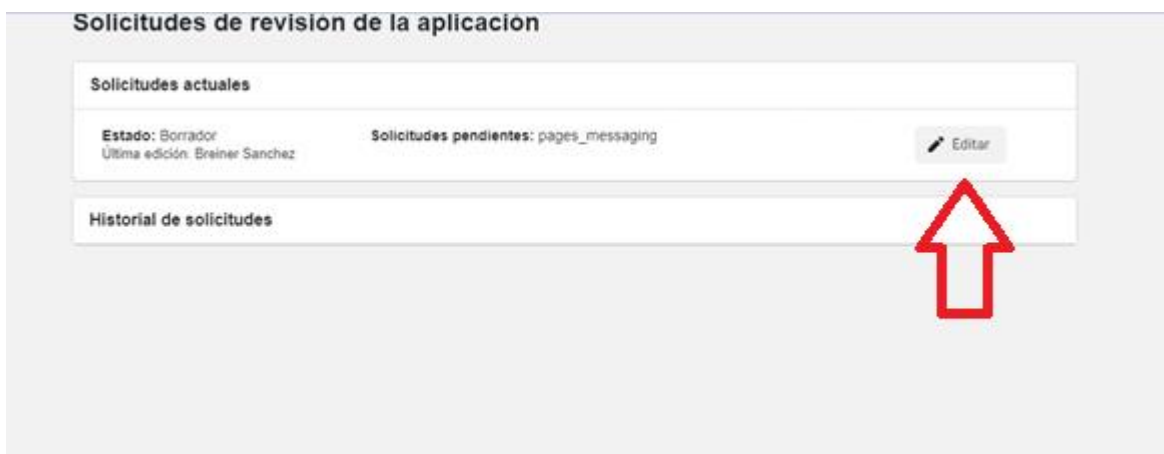 Solicitudes de revisión de la aplicación
Solicitudes actuales
Estado: Borrador
Última edición: Breiner Sanchez
Solicitudes pendientes: pages_messaging
Editar
Historial de solicitudes